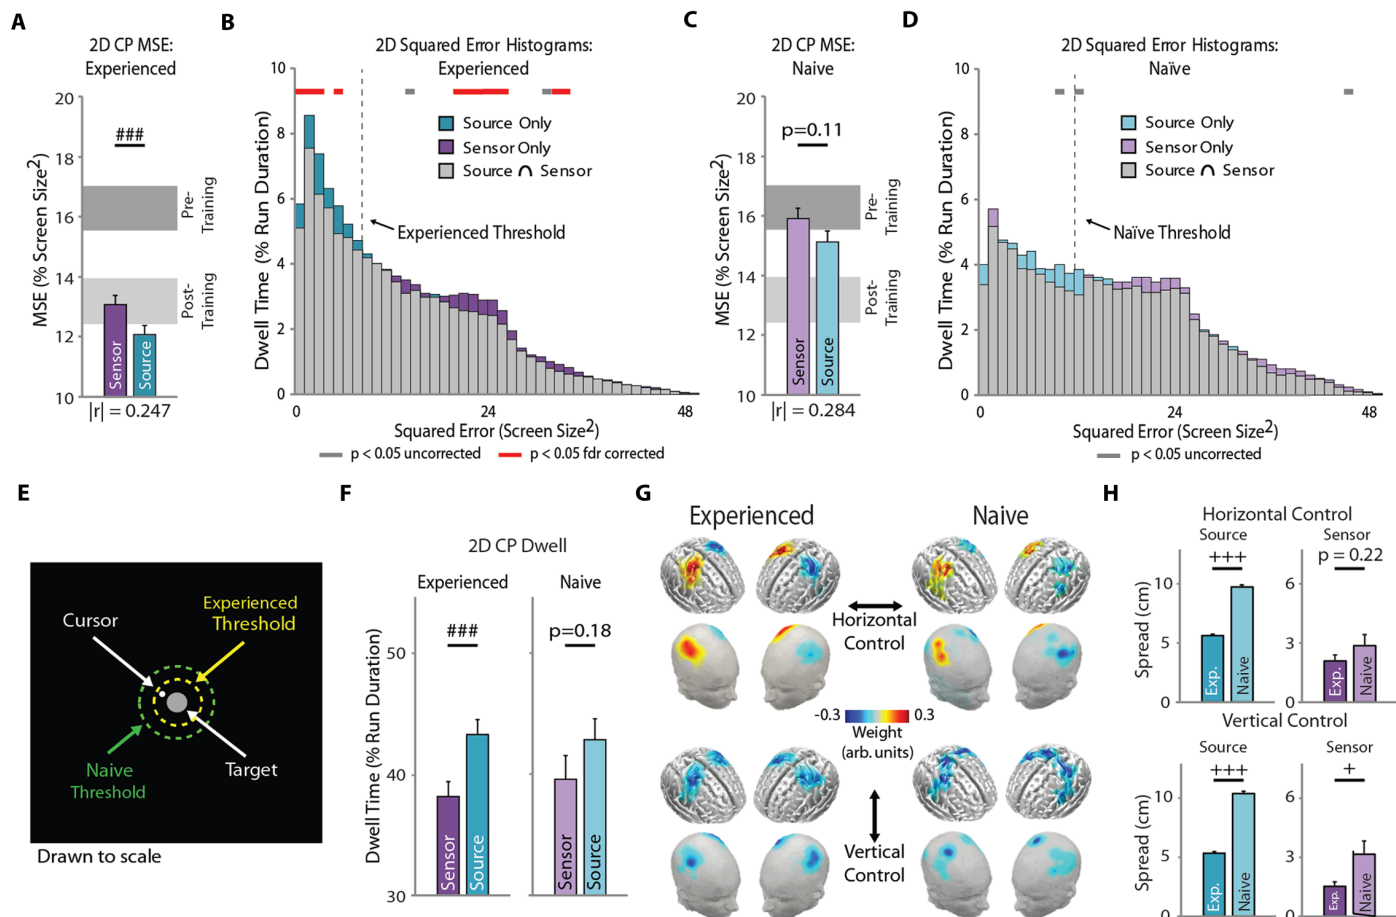 A
2D CP MSE:
Experienced
MSE (% Screen Size2)
20
18
16
14
12
10
###
Pre-
Training
Post-
Training
Sensor
Source
|r| = 0.247
B
2D Squared Error Histograms:
Experienced
Dwell Time (% Run Duration)
10
8
6
4
2
0
Source Only
Sensor Only
Source ∩ Sensor
Experienced Threshold
0
24
48
Squared Error (Screen Size2)
p < 0.05 uncorrected
p < 0.05 fdr corrected
C
2D CP MSE:
Naive
MSE (% Screen Size2)
20
18
16
14
12
10
p=0.11
Pre-
Training
Post-
Training
Sensor
Source
|r| = 0.284
D
2D Squared Error Histograms:
Naïve
Dwell Time (% Run Duration)
10
8
6
4
2
0
Source Only
Sensor Only
Source ∩ Sensor
Naïve Threshold
0
24
48
Squared Error (Screen Size2)
p < 0.05 uncorrected
E
Cursor
Experienced
Threshold
Naive
Threshold
Target
Drawn to scale
F
2D CP Dwell
Experienced
Naive
Dwell Time (% Run Duration)
50
40
30
###
p=0.18
Sensor
Source
Sensor
Source
G
Experienced
Naive
Horizontal
Control
-0.3
0.3
Weight
(arb. units)
Vertical
Control
H
Horizontal Control
Source
Sensor
+++
p = 0.22
Spread (cm)
10
5
0
6
3
0
Exp.
Naive
Exp.
Naive
Vertical Control
Source
Sensor
+++
+
Spread (cm)
10
5
0
6
3
0
Exp.
Naive
Exp.
Naive